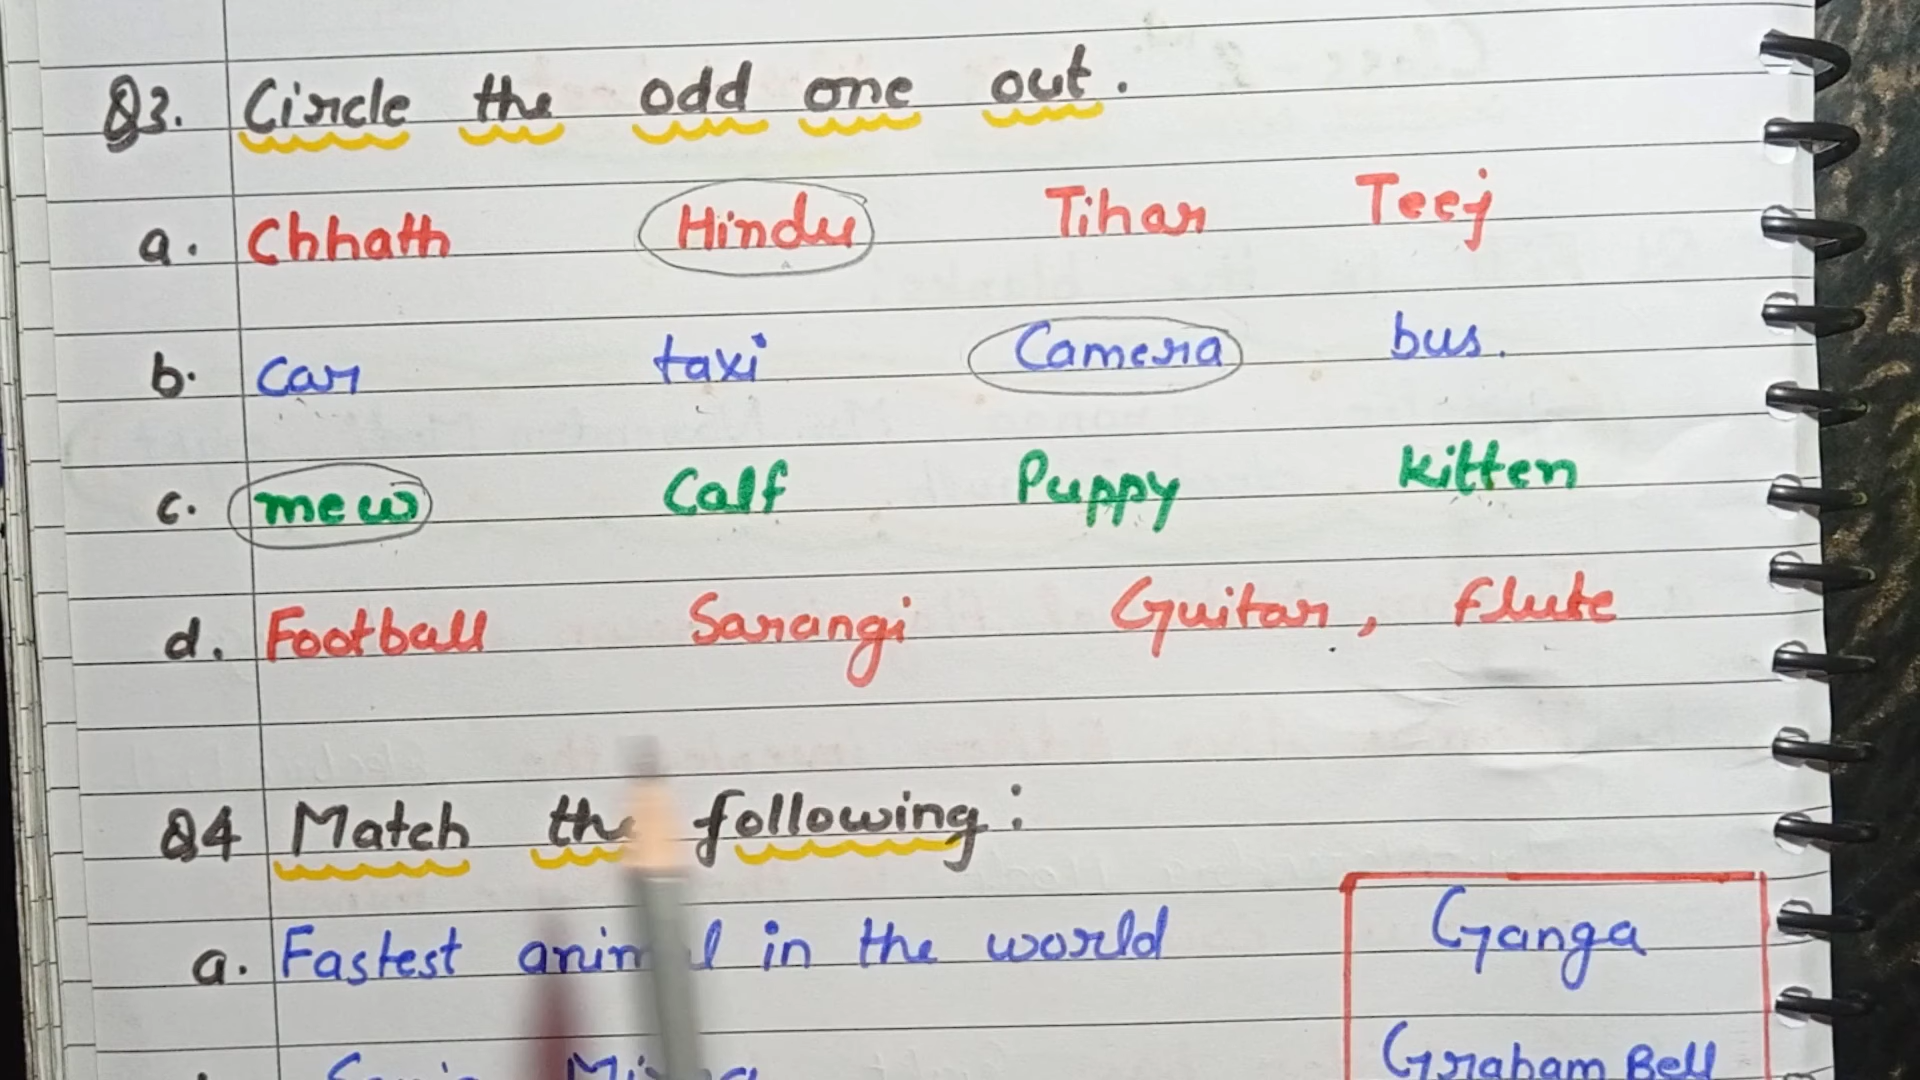 Q3. Circle the odd one out.
a. Chhath Hindu Tihar Teej
b. Car taxi Camera bus.
c. mew Calf Puppy kitten
d. Football Sarangi Guitar, flute
Q4 Match the following:
a. Fastest animal in the world Ganga
Graham Bell